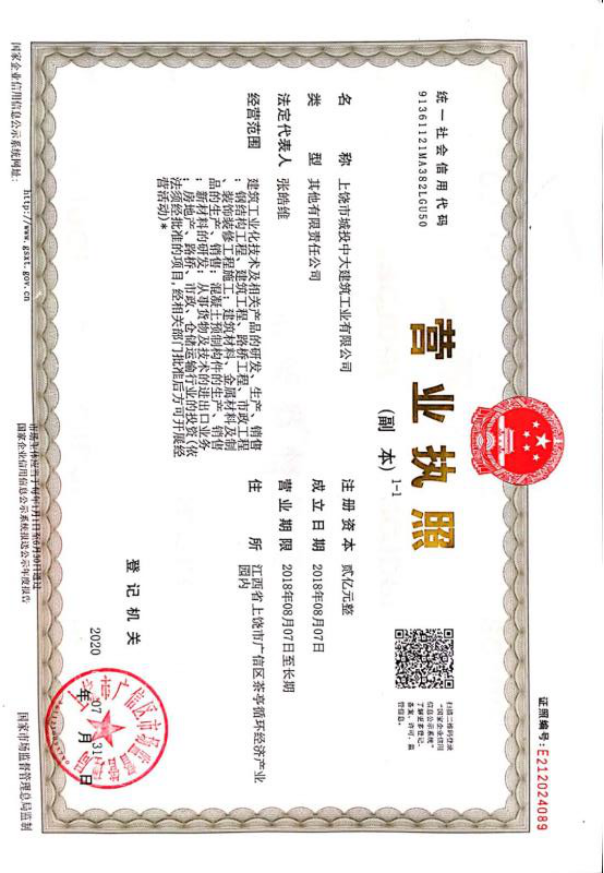 证照编号:E212024089
统一社会信用代码
91361121MA382LGU50
营业执照
(副本)1-1
扫描二维码登录
“国家企业信用
信息公示系统”
了解更多登记、
备案、许可、监
管信息。
名称 上饶市城投中大建筑工业有限公司
类型 其他有限责任公司
法定代表人 张皓维
经营范围 建筑工业化技术及相关产品的研发、生产、销售
;钢结构工程、建筑工程、路桥工程、市政工程
、装饰装修工程施工;建筑材料、金属材料及制
品的生产、销售;混凝土预制构件的生产、销售
;新材料的研发;从事货物及技术的进出口业务
;房地产、路桥、市政、仓储运输行业的投资(依
法须经批准的项目,经相关部门批准后方可开展经
营活动)*
注册资本 贰亿元整
成立日期 2018年08月07日
营业期限 2018年08月07日至长期
住所 江西省上饶市广信区茶亭循环经济产业
园内
登记机关
2020年07月31日
国家企业信用信息公示系统网址: http://www.gsxt.gov.cn
市场主体应当于每年1月1日至6月30日通过
国家企业信用信息公示系统报送公示年度报告
国家市场监督管理总局监制